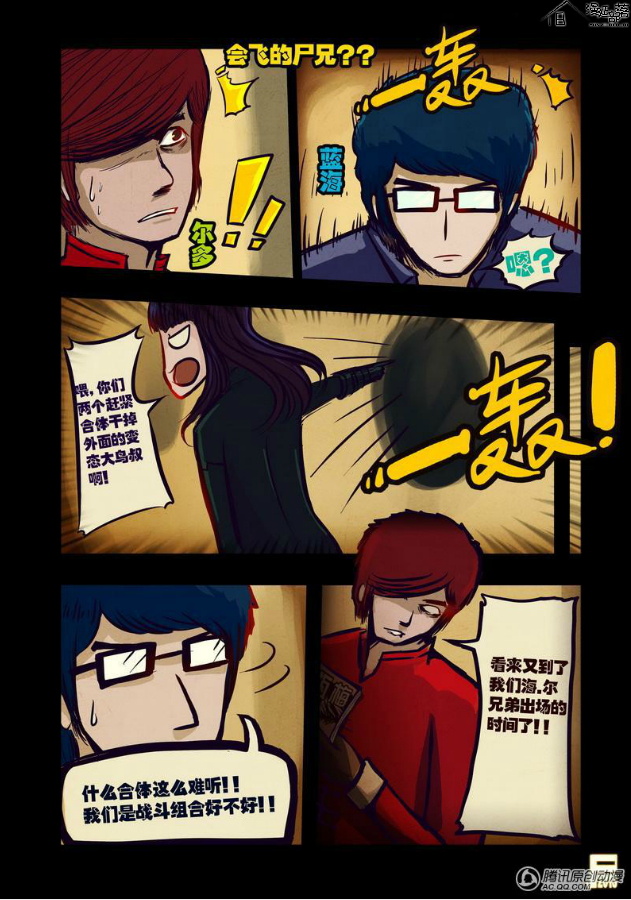 漫征部落
会飞的尸兄??
一轰
蓝海
尔多
!!
嗯?
喂,你们
两个赶紧
合体干掉
外面的变
态大鸟叔
啊!
一轰!
看来又到了
我们海.尔
兄弟出场的
时间了!!
什么合体这么难听!!
我们是战斗组合好不好!!
腾讯原创动漫
AC.QQ.COM